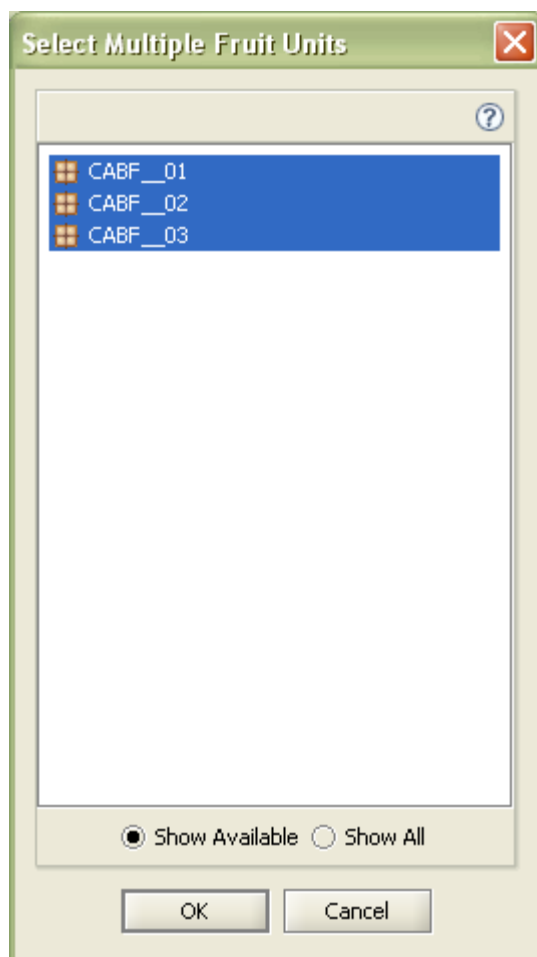 Select Multiple Fruit Units
?
CABF__01
CABF__02
CABF__03
Show Available Show All
OK Cancel